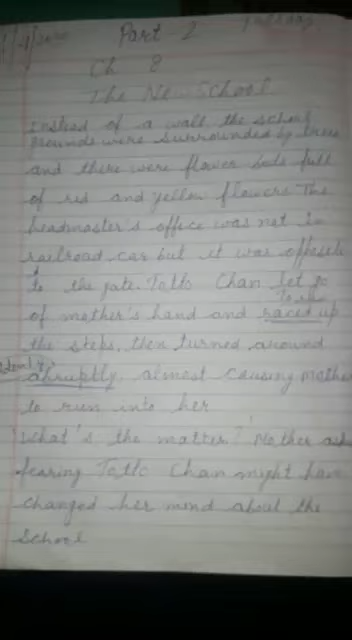 Tuesday
Part - 2
Ch 8
The Ne School
Instead of a wall the school
grounds were surrounded by trees
and there were flower beds full
of red and yellow flowers The
headmaster's office was not in
railroad car but it was opposite
to the gate. Totto Chan let go
of mother's hand and raced up
the steps, then turned around
abruptly, almost causing mother
to run into her
'What's the matter?' Mother ask
fearing Totto Chan might have
changed her mind about the
School